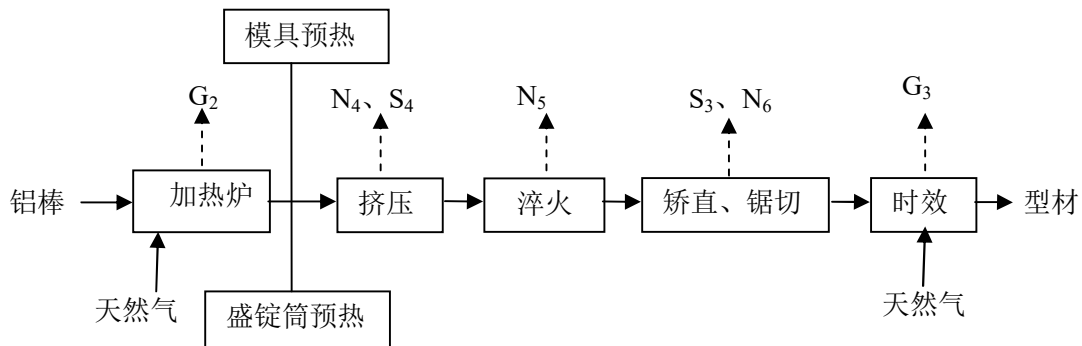 模具预热
G₂
N₄、S₄
N₅
S₃、N₆
G₃
铝棒
加热炉
挤压
淬火
矫直、锯切
时效
型材
天然气
盛锭筒预热
天然气